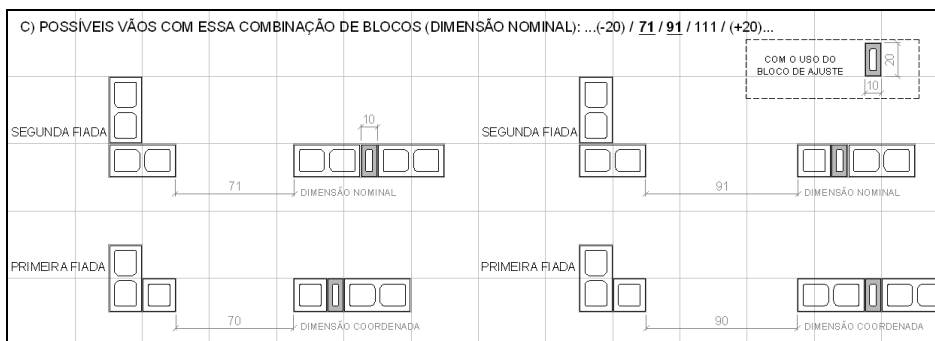 C) POSSÍVEIS VÃOS COM ESSA COMBINAÇÃO DE BLOCOS (DIMENSÃO NOMINAL): ...(-20) / 71 / 91 / 111 / (+20)...
COM O USO DO
BLOCO DE AJUSTE
20
10
SEGUNDA FIADA
10
71
DIMENSÃO NOMINAL
SEGUNDA FIADA
91
DIMENSÃO NOMINAL
PRIMEIRA FIADA
70
DIMENSÃO COORDENADA
PRIMEIRA FIADA
90
DIMENSÃO COORDENADA